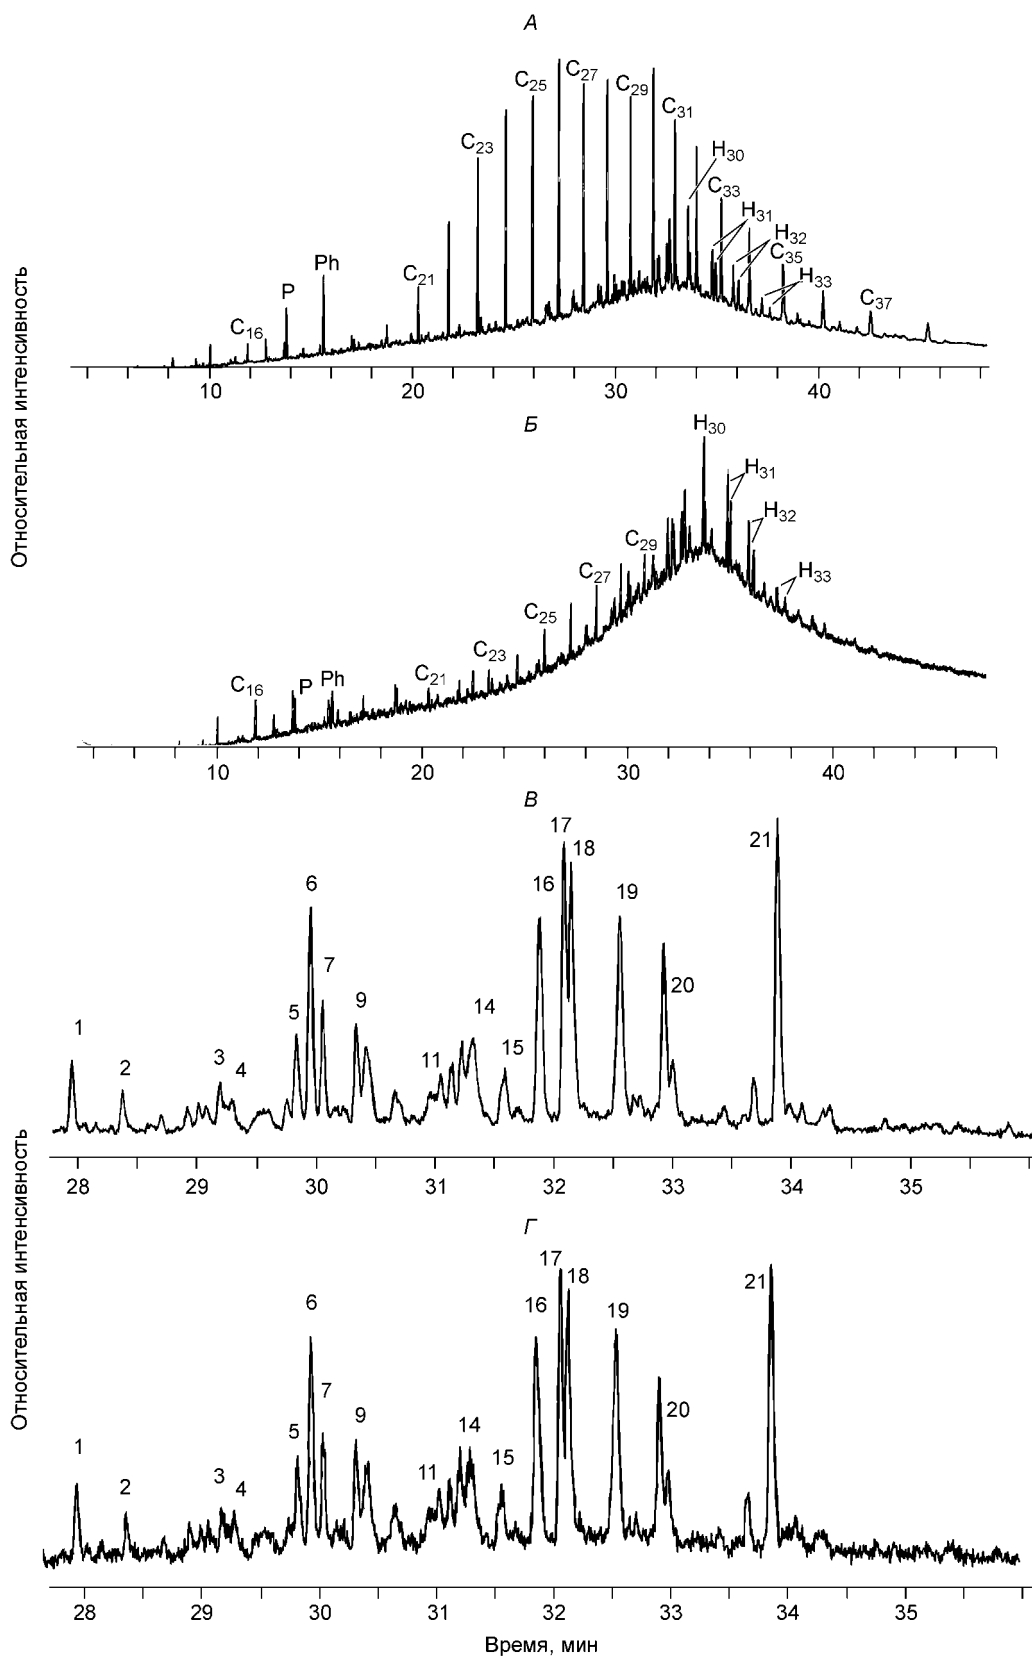 А
C27
C25
C29
C31
C23
H30
C33
H31
Ph
H32
C21
P
C35
H33
C16
C37
10 20 30 40
Относительная интенсивность
Б
H30
H31
H32
C29
C27
H33
C25
C23
C16 P Ph C21
10 20 30 40
В
17
18
21
16
6
19
7
5 9 14 20
1
2 3 4 11 15
28 29 30 31 32 33 34 35
Относительная интенсивность
Г
17
18
21
16
6
19
7
5 9 14 20
1
2 3 4 11 15
28 29 30 31 32 33 34 35
Время, мин